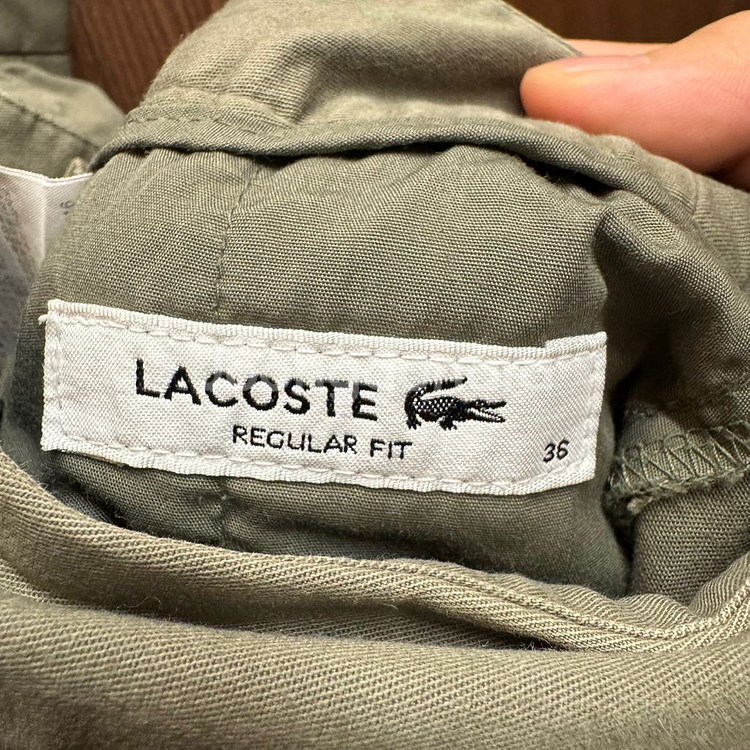 LACOSTE
REGULAR FIT
36